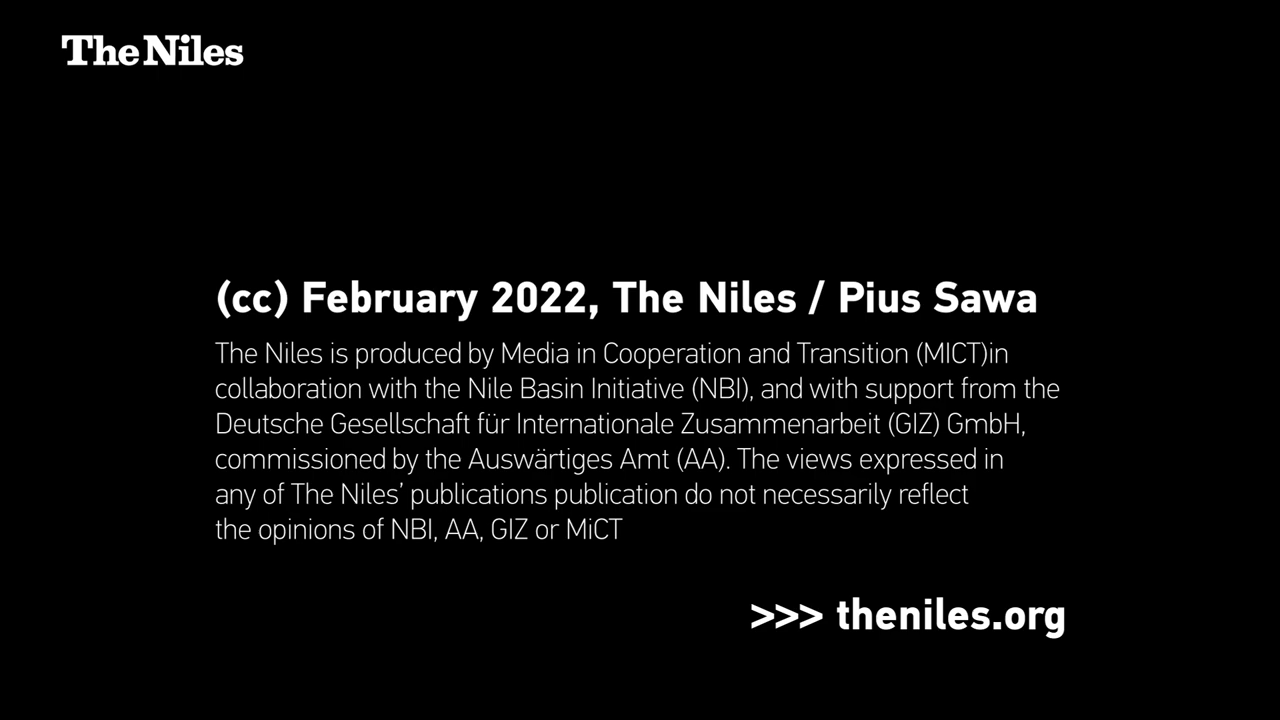 The Niles
(cc) February 2022, The Niles / Pius Sawa
The Niles is produced by Media in Cooperation and Transition (MICT)in
collaboration with the Nile Basin Initiative (NBI), and with support from the
Deutsche Gesellschaft für Internationale Zusammenarbeit (GIZ) GmbH,
commissioned by the Auswärtiges Amt (AA). The views expressed in
any of The Niles’ publications publication do not necessarily reflect
the opinions of NBI, AA, GIZ or MiCT
>>> theniles.org